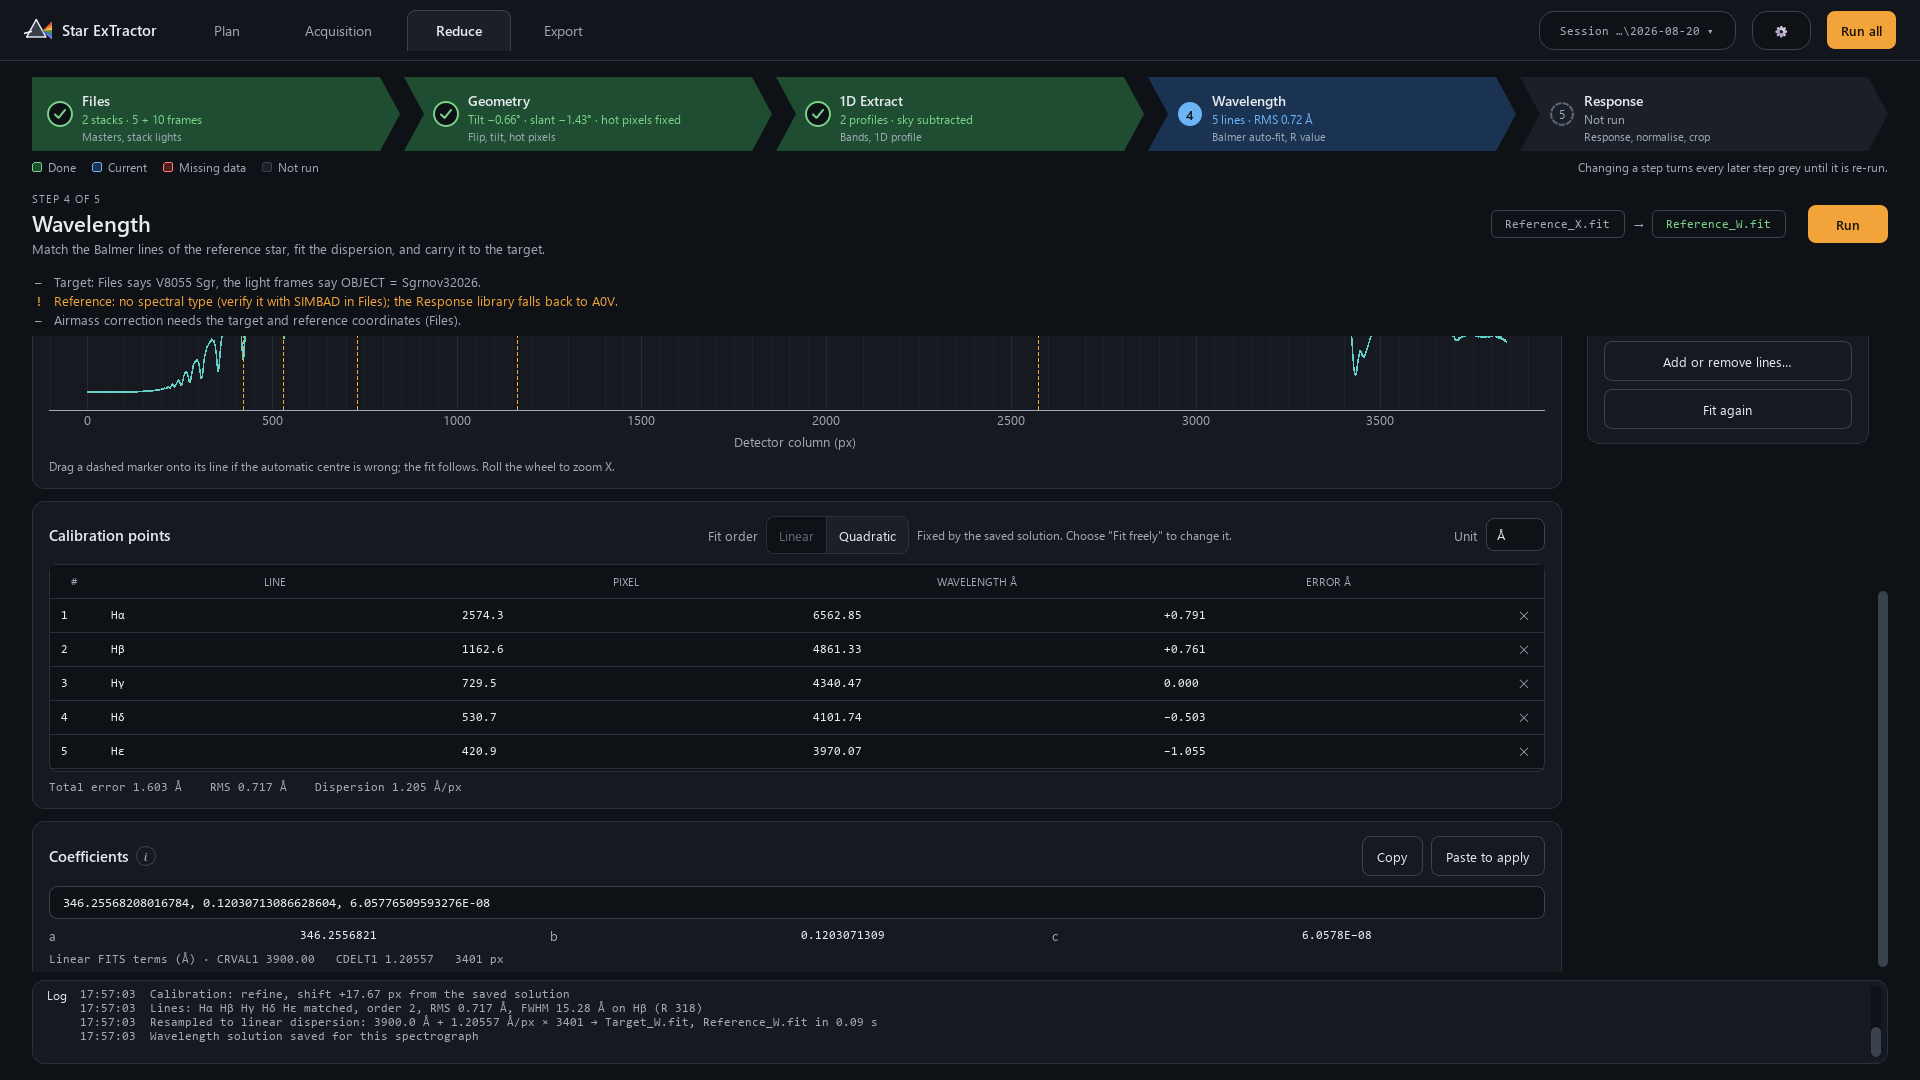 Star ExTractor
Plan
Acquisition
Reduce
Export
Session …\2026-08-20 ▾
Run all
Files
2 stacks · 5 + 10 frames
Masters, stack lights
Geometry
Tilt −0.66° · slant −1.43° · hot pixels fixed
Flip, tilt, hot pixels
1D Extract
2 profiles · sky subtracted
Bands, 1D profile
4
Wavelength
5 lines · RMS 0.72 Å
Balmer auto-fit, R value
5
Response
Not run
Response, normalise, crop
Done
Current
Missing data
Not run
Changing a step turns every later step grey until it is re-run.
STEP 4 OF 5
Wavelength
Match the Balmer lines of the reference star, fit the dispersion, and carry it to the target.
Reference_X.fit → Reference_W.fit
Run
– Target: Files says V8055 Sgr, the light frames say OBJECT = Sgrnov32026.
! Reference: no spectral type (verify it with SIMBAD in Files); the Response library falls back to A0V.
– Airmass correction needs the target and reference coordinates (Files).
Add or remove lines…
Fit again
0 500 1000 1500 2000 2500 3000 3500
Detector column (px)
Drag a dashed marker onto its line if the automatic centre is wrong; the fit follows. Roll the wheel to zoom X.
Calibration points
Fit order
Linear
Quadratic
Fixed by the saved solution. Choose "Fit freely" to change it.
Unit
Å
# LINE PIXEL WAVELENGTH Å ERROR Å
1 Hα 2574.3 6562.85 +0.791 ×
2 Hβ 1162.6 4861.33 +0.761 ×
3 Hγ 729.5 4340.47 0.000 ×
4 Hδ 530.7 4101.74 −0.503 ×
5 Hε 420.9 3970.07 −1.055 ×
Total error 1.603 Å RMS 0.717 Å Dispersion 1.205 Å/px
Coefficients i
Copy
Paste to apply
346.25568208016784, 0.12030713086628604, 6.05776509593276E-08
a 346.2556821 b 0.1203071309 c 6.0578E−08
Linear FITS terms (Å) · CRVAL1 3900.00 CDELT1 1.20557 3401 px
Log
17:57:03 Calibration: refine, shift +17.67 px from the saved solution
17:57:03 Lines: Hα Hβ Hγ Hδ Hε matched, order 2, RMS 0.717 Å, FWHM 15.28 Å on Hβ (R 318)
17:57:03 Resampled to linear dispersion: 3900.0 Å + 1.20557 Å/px × 3401 → Target_W.fit, Reference_W.fit in 0.09 s
17:57:03 Wavelength solution saved for this spectrograph